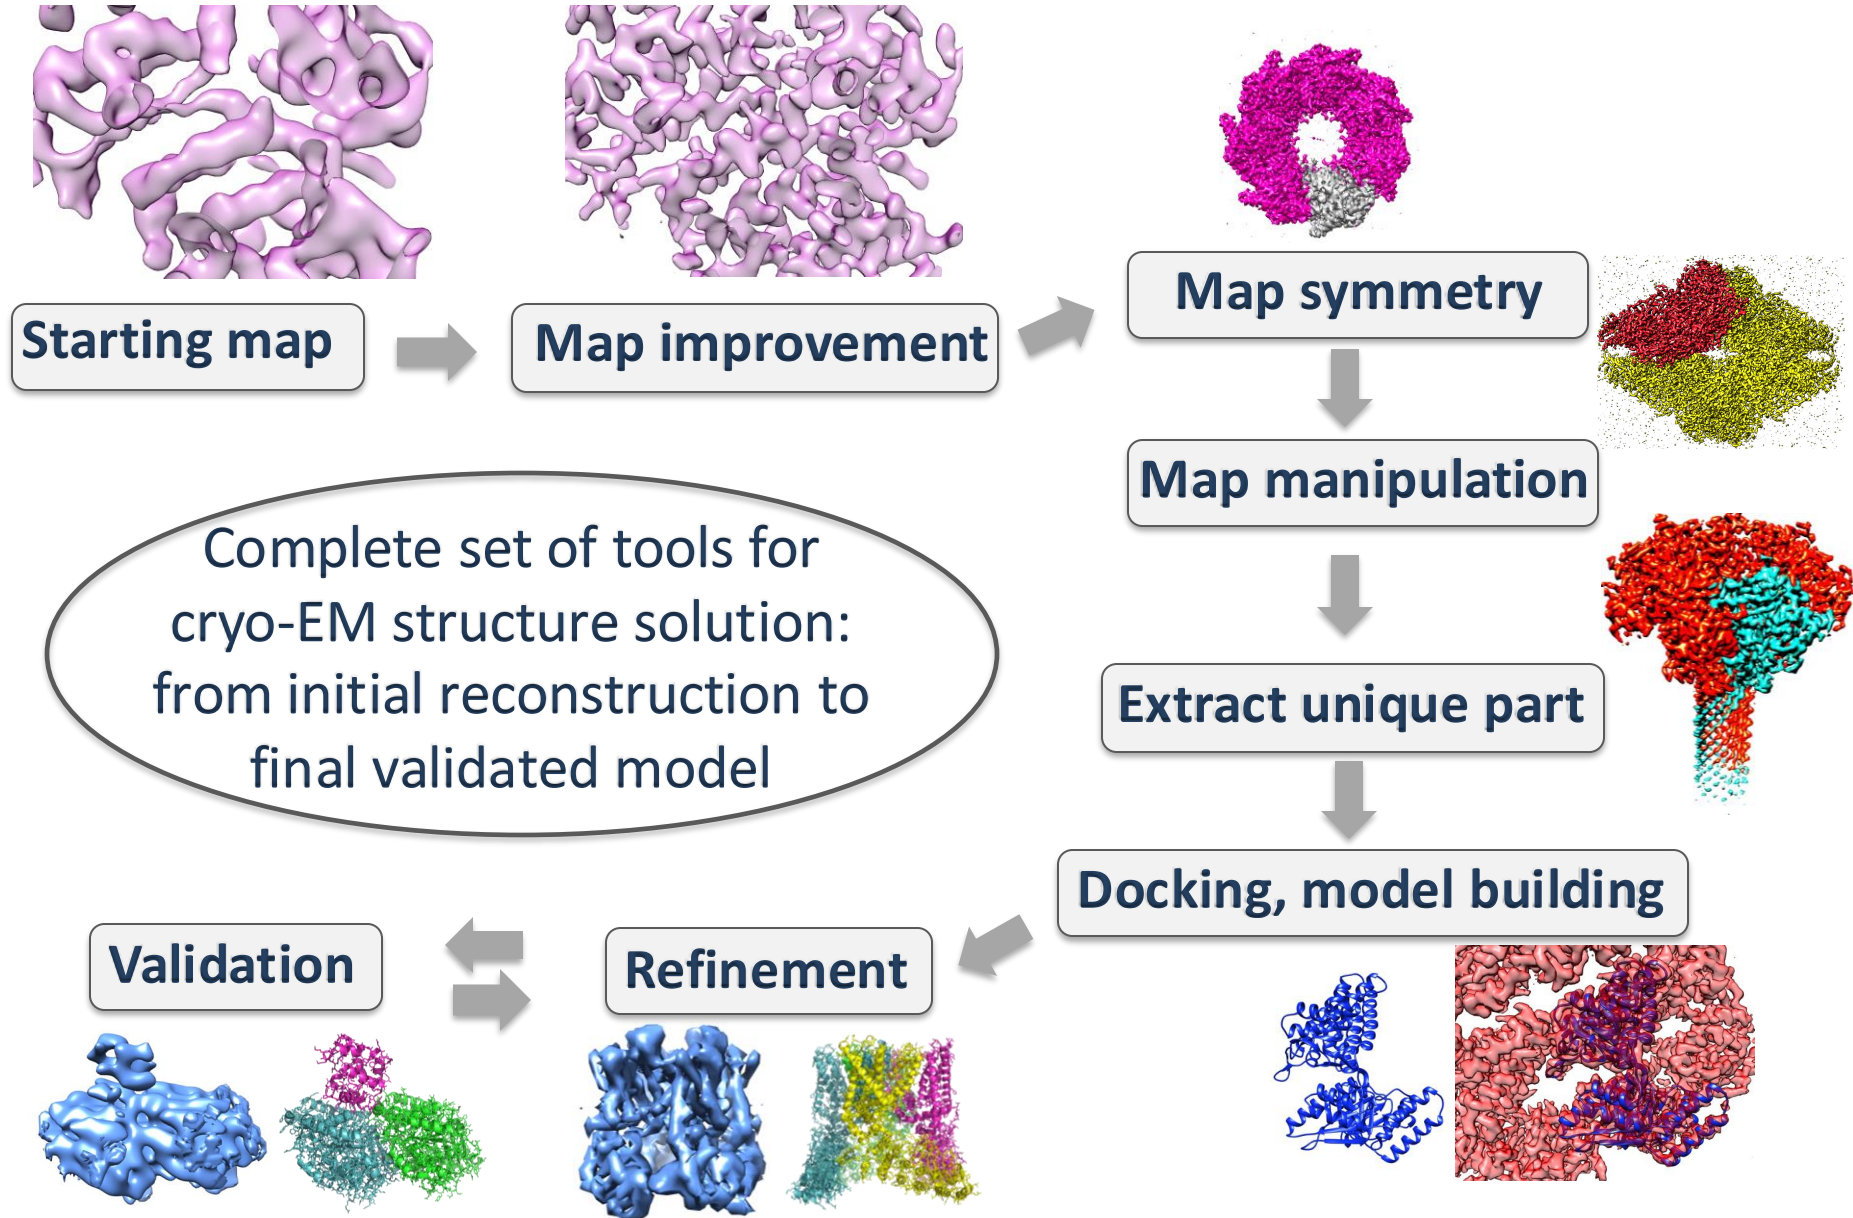 Starting map
Map improvement
Map symmetry
Map manipulation
Extract unique part
Docking, model building
Refinement
Validation
Complete set of tools for
cryo-EM structure solution:
from initial reconstruction to
final validated model